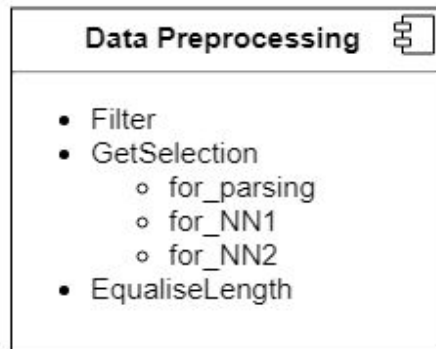 Data Preprocessing
Filter
GetSelection
for_parsing
for_NN1
for_NN2
EqualiseLength